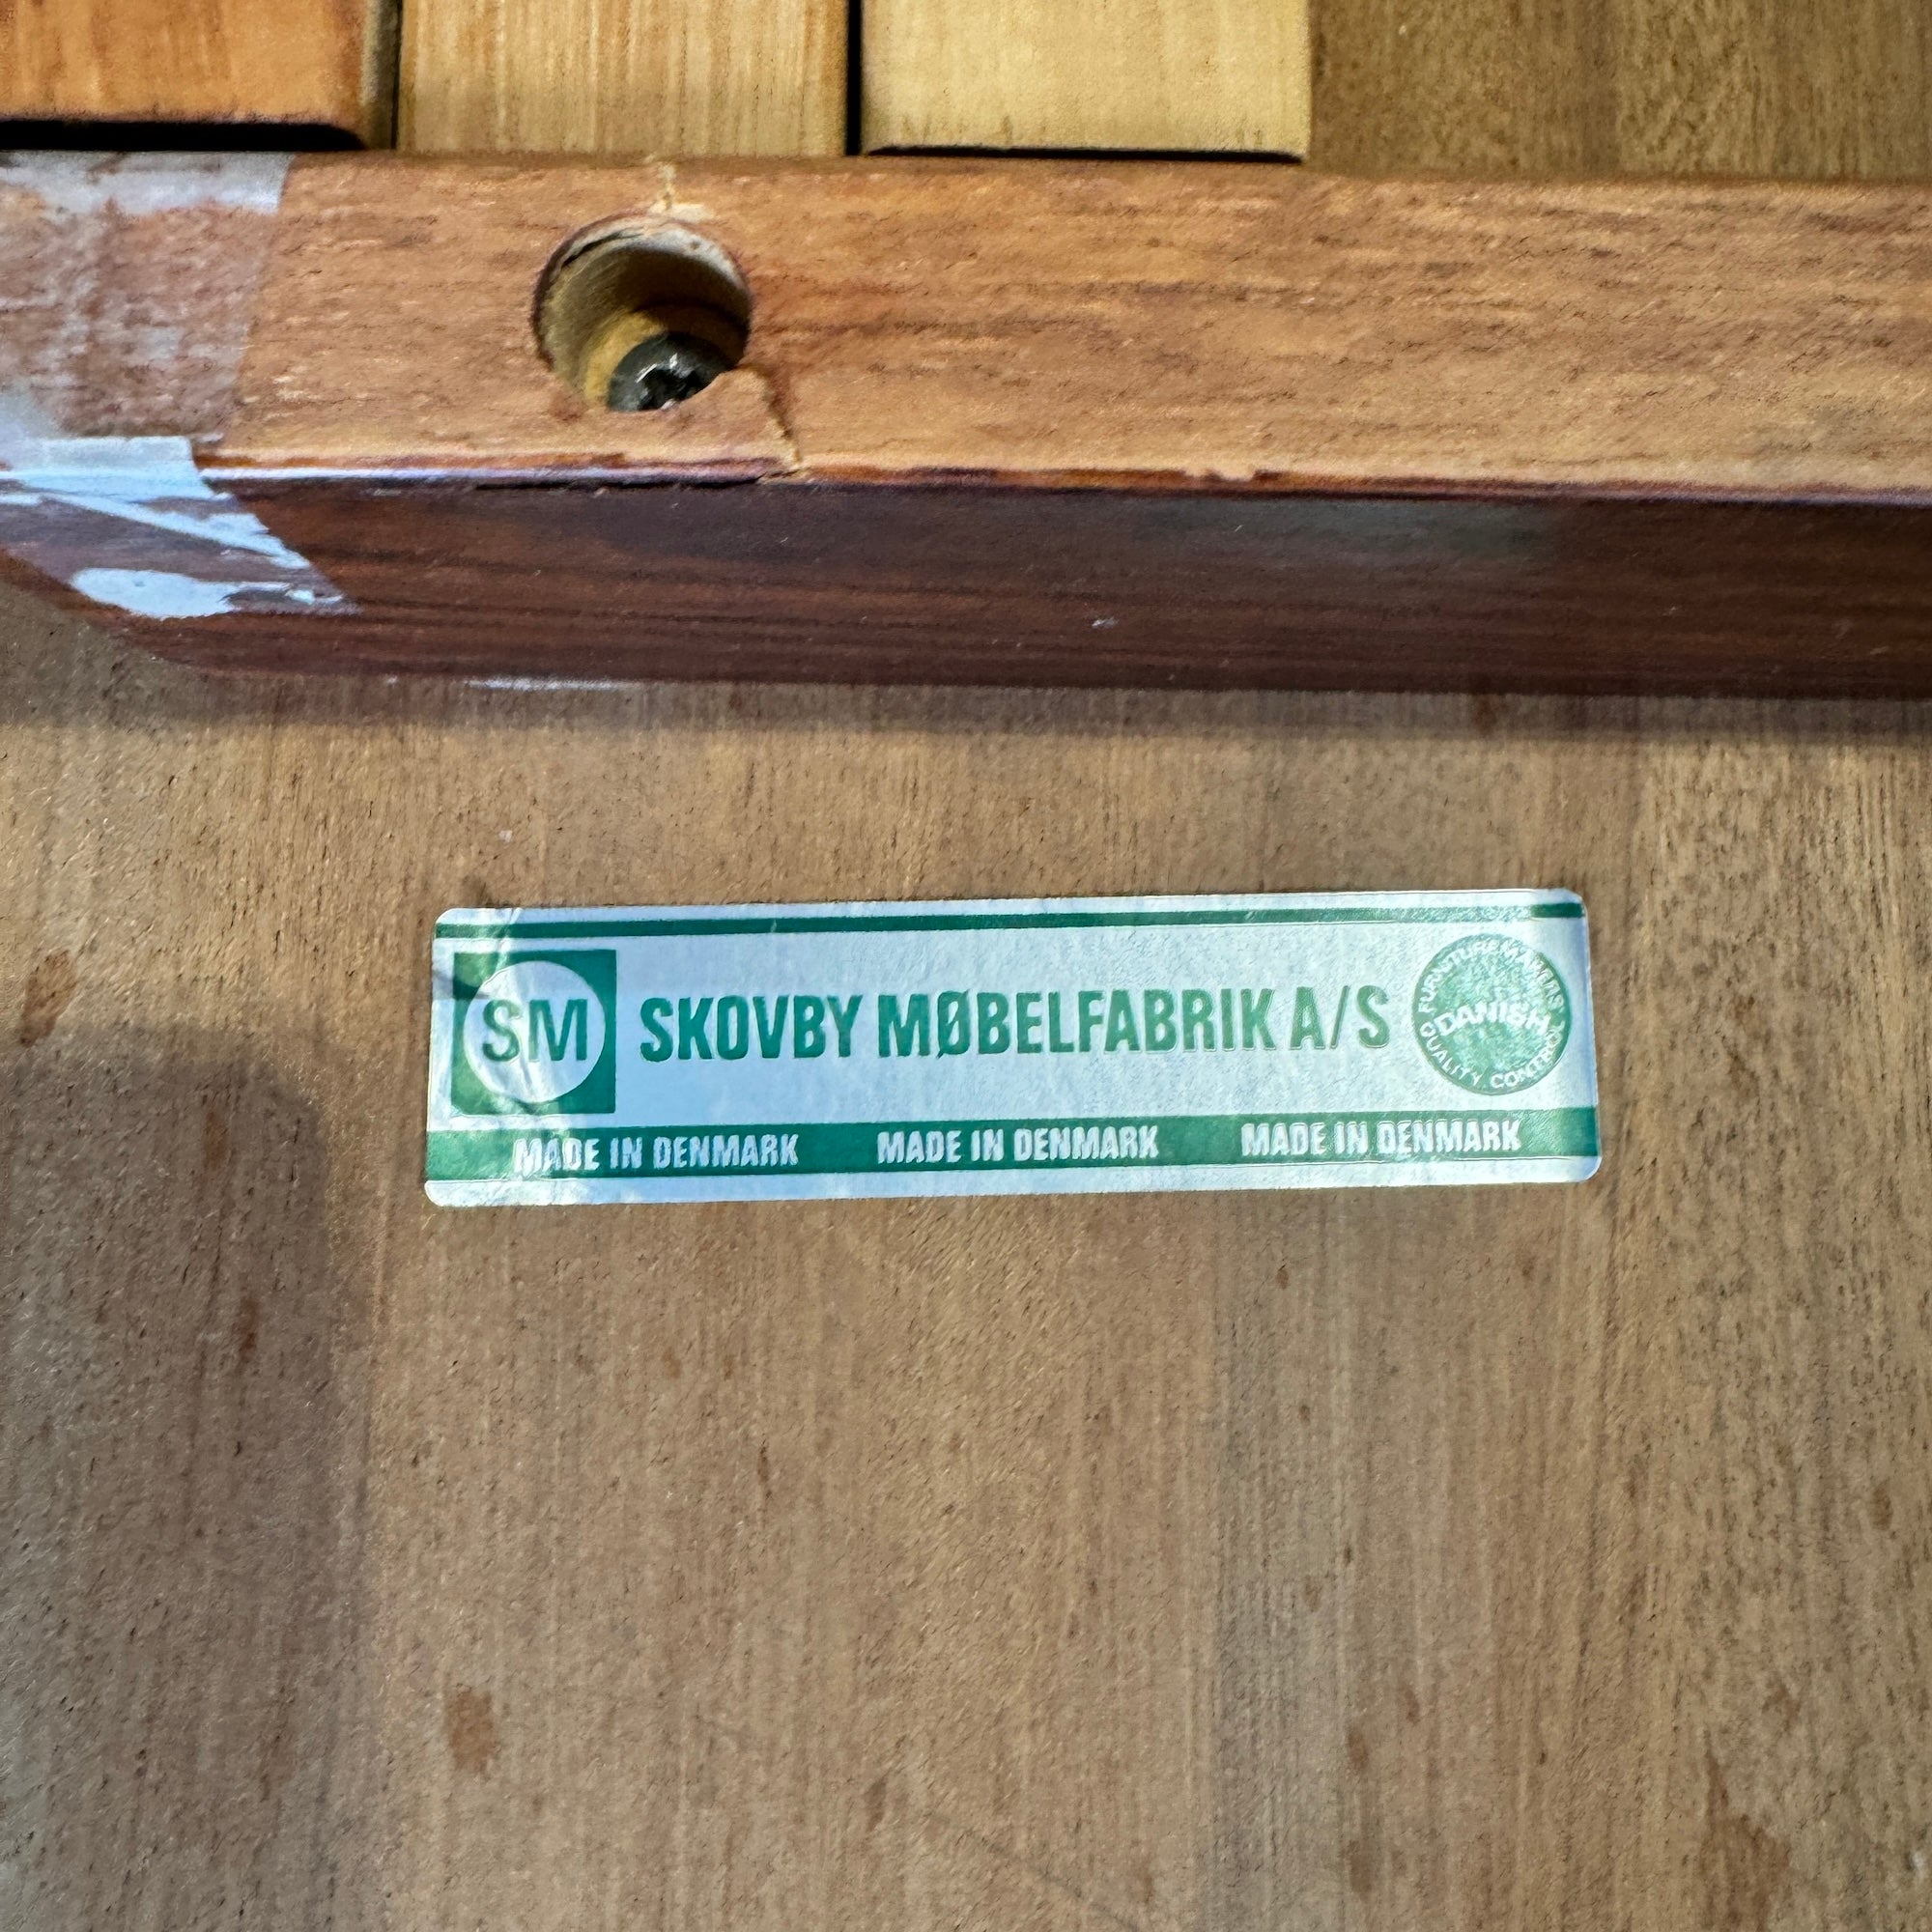 SM
SKOVBY MØBELFABRIK A/S
FURNITUREMAKERS
DANISH
QUALITY CONTROL
MADE IN DENMARK MADE IN DENMARK MADE IN DENMARK